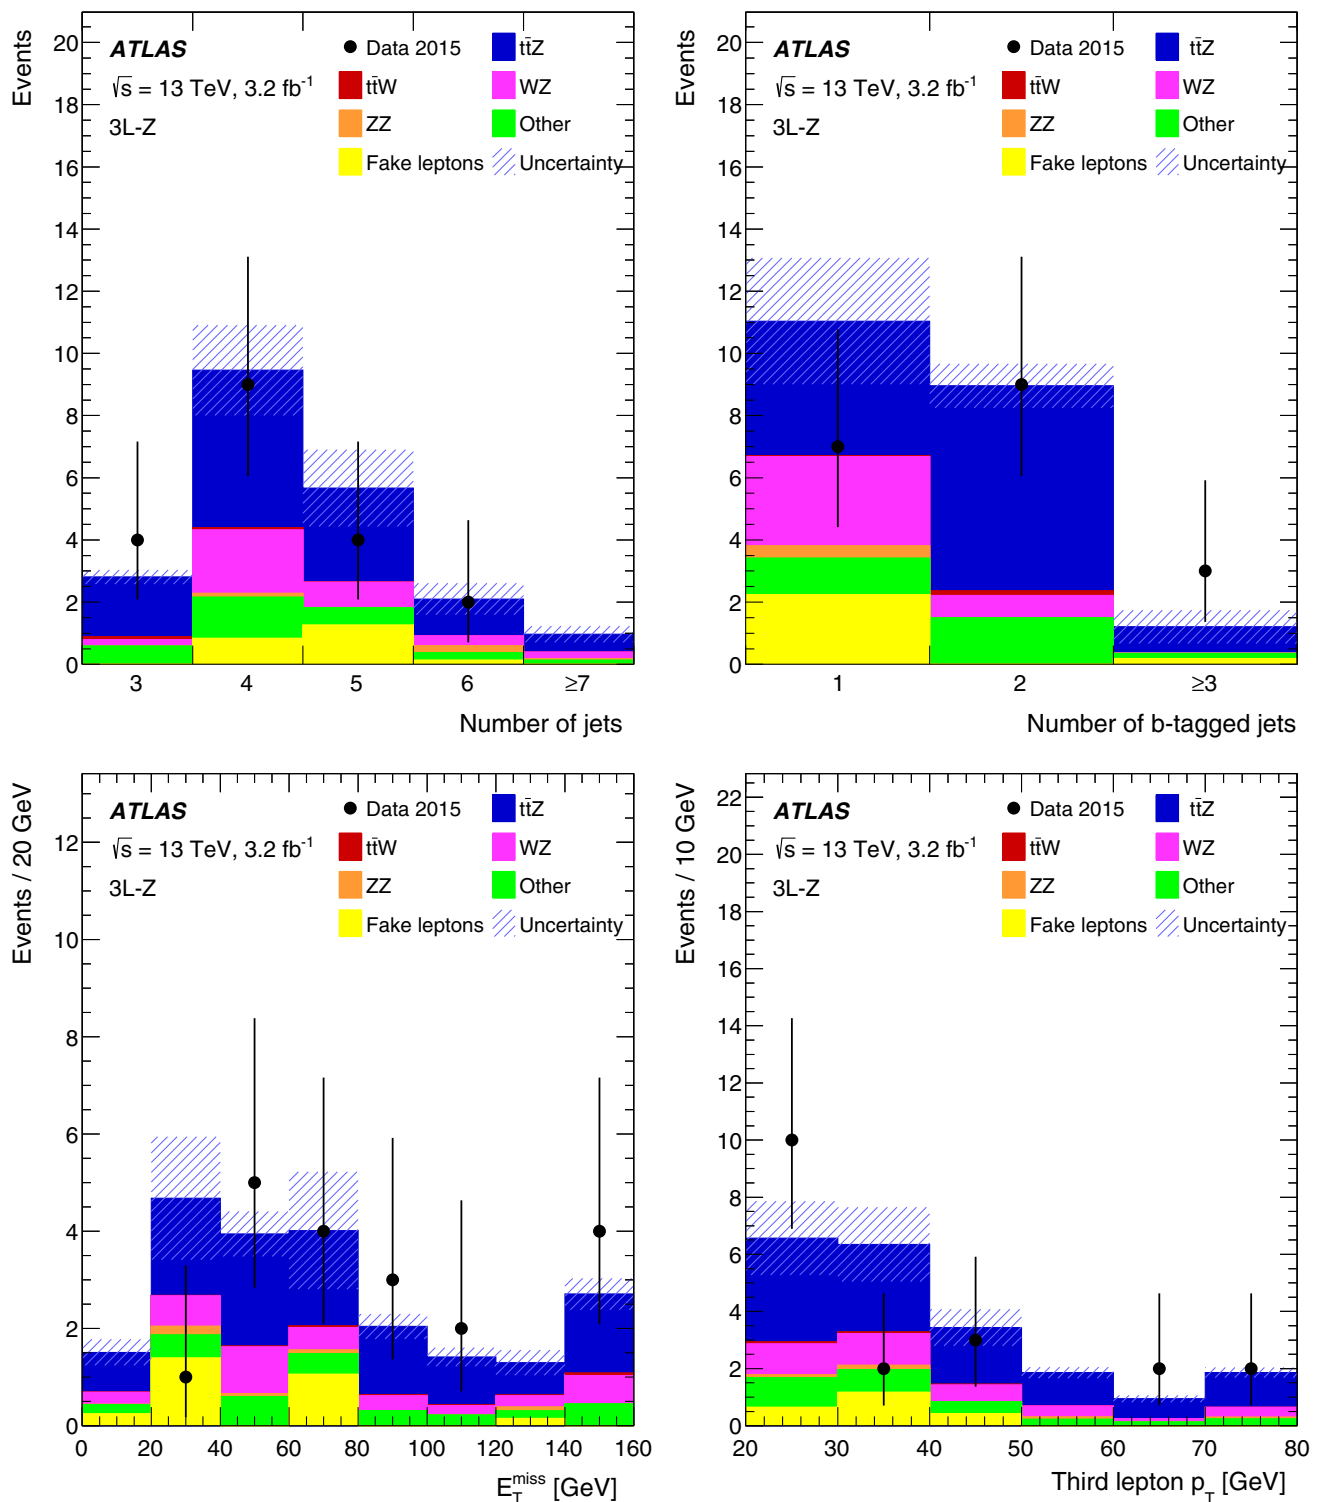 Events
20
18
16
14
12
10
8
6
4
2
0
ATLAS
√s = 13 TeV, 3.2 fb-1
3L-Z
Data 2015
tt̄Z
tt̄W
WZ
ZZ
Other
Fake leptons
Uncertainty
3 4 5 6 ≥7
Number of jets
Events
20
18
16
14
12
10
8
6
4
2
0
ATLAS
√s = 13 TeV, 3.2 fb-1
3L-Z
Data 2015
tt̄Z
tt̄W
WZ
ZZ
Other
Fake leptons
Uncertainty
1 2 ≥3
Number of b-tagged jets
Events / 20 GeV
12
10
8
6
4
2
0
ATLAS
√s = 13 TeV, 3.2 fb-1
3L-Z
Data 2015
tt̄Z
tt̄W
WZ
ZZ
Other
Fake leptons
Uncertainty
0 20 40 60 80 100 120 140 160
E_T^miss [GeV]
Events / 10 GeV
22
20
18
16
14
12
10
8
6
4
2
0
ATLAS
√s = 13 TeV, 3.2 fb-1
3L-Z
Data 2015
tt̄Z
tt̄W
WZ
ZZ
Other
Fake leptons
Uncertainty
20 30 40 50 60 70 80
Third lepton p_T [GeV]